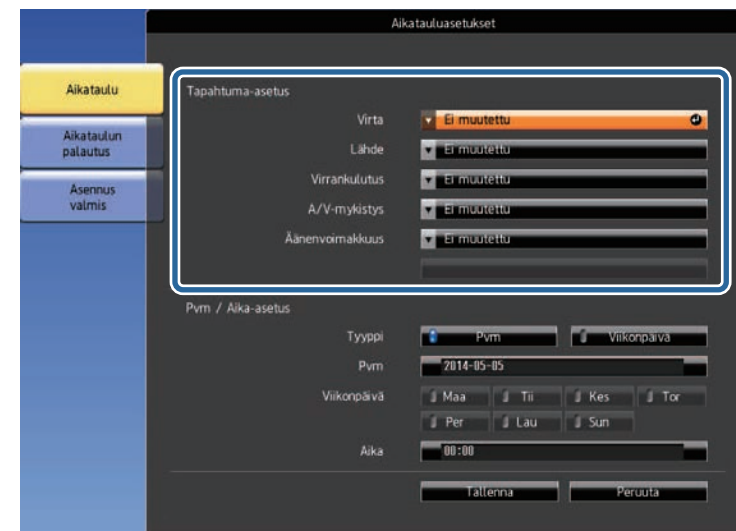 Aikatauluasetukset
Aikataulu
Aikataulun
palautus
Asennus
valmis
Tapahtuma-asetus
Virta Ei muutettu
Lähde Ei muutettu
Virrankulutus Ei muutettu
A/V-mykistys Ei muutettu
Äänenvoimakkuus Ei muutettu
Pvm / Aika-asetus
Tyyppi Pvm Viikonpäivä
Pvm 2014-05-05
Viikonpäivä Maa Tii Kes Tor
Per Lau Sun
Aika 00:00
Tallenna Peruuta